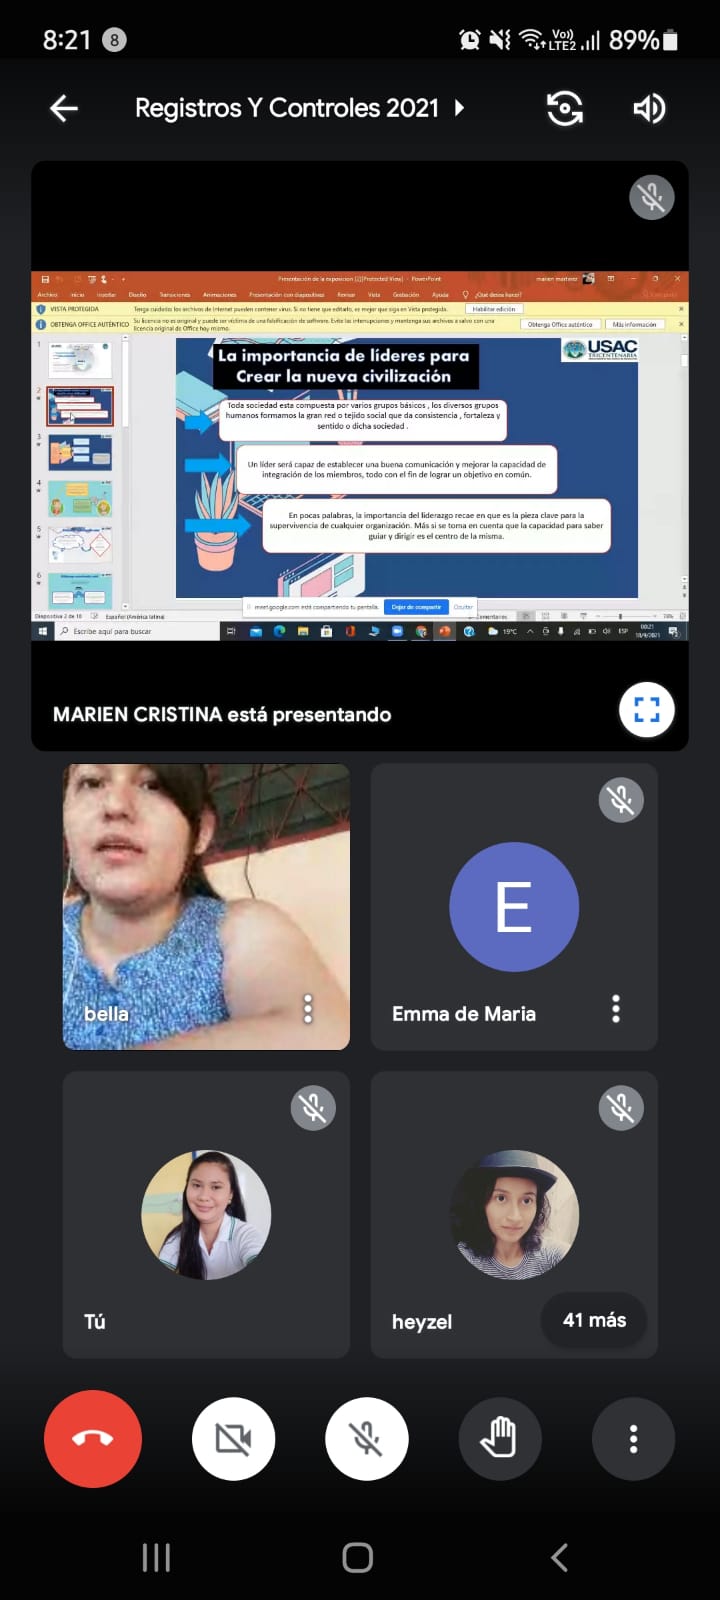 8:21 8
Vo))
LTE2 89%
Registros Y Controles 2021
Presentación de la exposicion (2)[Protected View] - PowerPoint
marien martinez
Archivo Inicio Insertar Diseño Transiciones Animaciones Presentación con diapositivas Revisar Vista Grabación Ayuda ¿Qué desea hacer?
VISTA PROTEGIDA Tenga cuidado: los archivos de Internet pueden contener virus. Si no tiene que editarlo, es mejor que siga en Vista protegida. Habilitar edición
OBTENGA OFFICE AUTÉNTICO Su licencia no es original y puede ser víctima de una falsificación de software. Evite las interrupciones y mantenga sus archivos a salvo con una
licencia original de Office hoy mismo.
Obtenga Office auténtico Más información
1
2
3
4
5
6
La importancia de líderes para
Crear la nueva civilización
USAC
TRICENTENARIA
Toda sociedad esta compuesta por varios grupos básicos , los diversos grupos
humanos formamos la gran red o tejido social que da consistencia , fortaleza y
sentido o dicha sociedad .
Un líder será capaz de establecer una buena comunicación y mejorar la capacidad de
integración de los miembros, todo con el fin de lograr un objetivo en común.
En pocas palabras, la importancia del liderazgo recae en que es la pieza clave para la
supervivencia de cualquier organización. Más si se toma en cuenta que la capacidad para saber
guiar y dirigir es el centro de la misma.
meet.google.com está compartiendo tu pantalla. Dejar de compartir Ocultar
Diapositiva 2 de 10 Español (América latina)
Escribe aquí para buscar
19°C ESP
MARIEN CRISTINA está presentando
bella
E
Emma de Maria
Tú
heyzel
41 más